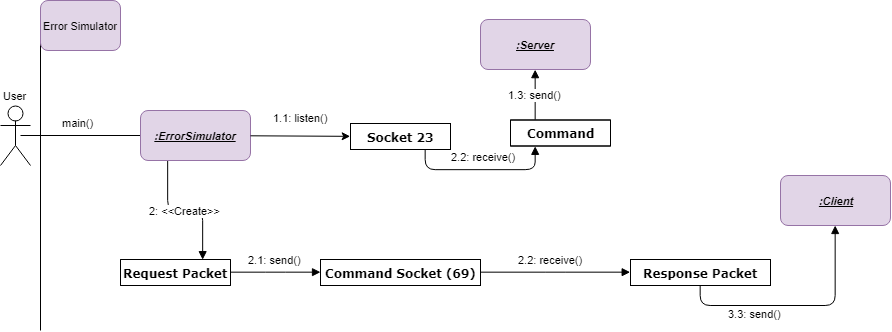 Error Simulator
:Server
User
1.3: send()
main()
1.1: listen()
:ErrorSimulator
Socket 23
Command
2.2: receive()
:Client
2: <<Create>>
2.1: send()
2.2: receive()
Request Packet
Command Socket (69)
Response Packet
3.3: send()